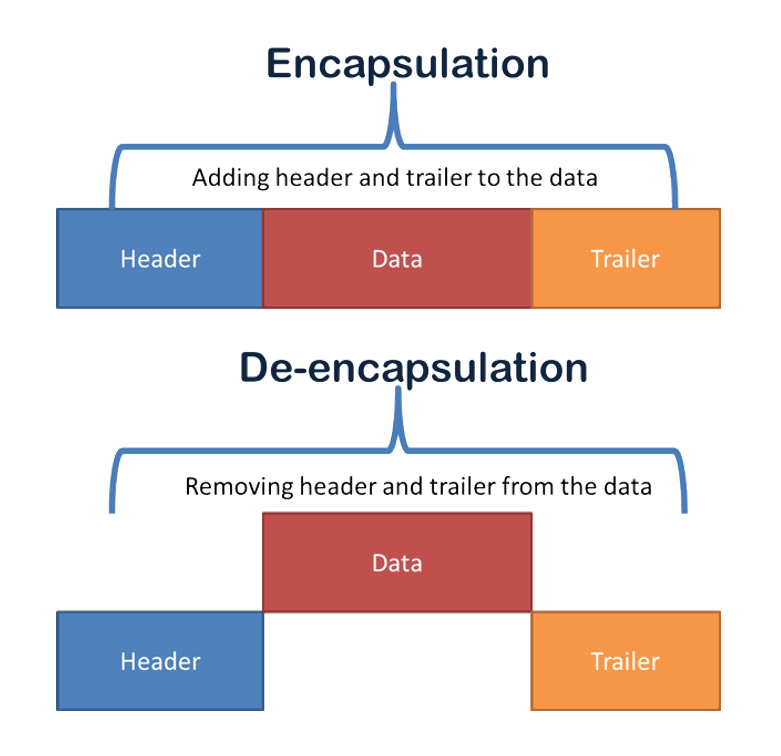 Encapsulation
Adding header and trailer to the data
Header Data Trailer
De-encapsulation
Removing header and trailer from the data
Data
Header Trailer